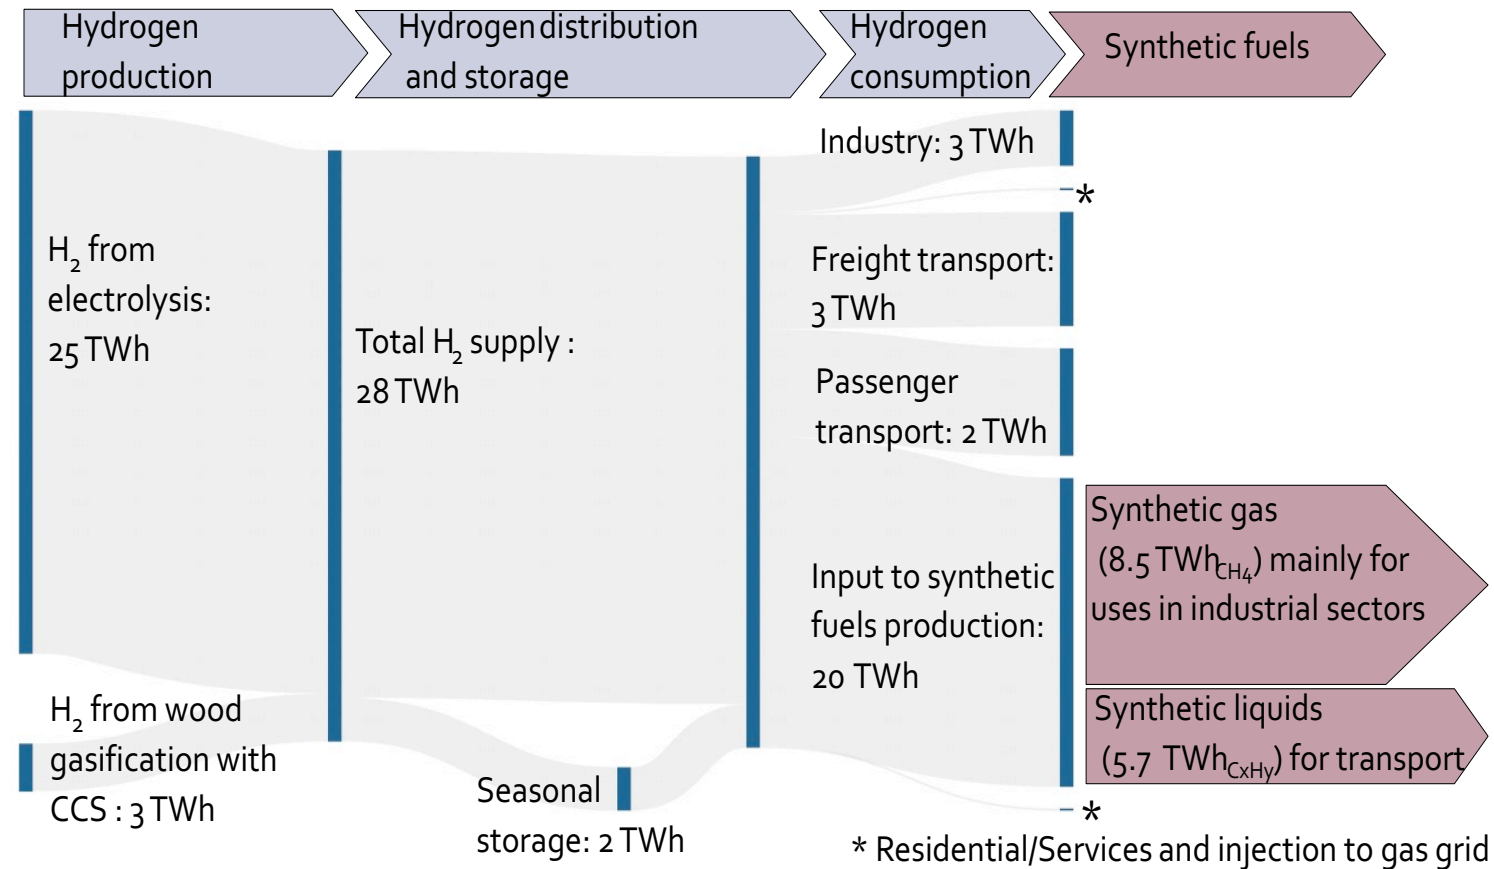 Hydrogen
production
Hydrogen distribution
and storage
Hydrogen
consumption
Synthetic fuels
H₂ from
electrolysis:
25 TWh
H₂ from wood
gasification with
CCS : 3 TWh
Total H₂ supply :
28 TWh
Seasonal
storage: 2 TWh
Industry: 3 TWh
*
Freight transport:
3 TWh
Passenger
transport: 2 TWh
Input to synthetic
fuels production:
20 TWh
*
Synthetic gas
(8.5 TWh_CH4) mainly for
uses in industrial sectors
Synthetic liquids
(5.7 TWh_CxHy) for transport
* Residential/Services and injection to gas grid